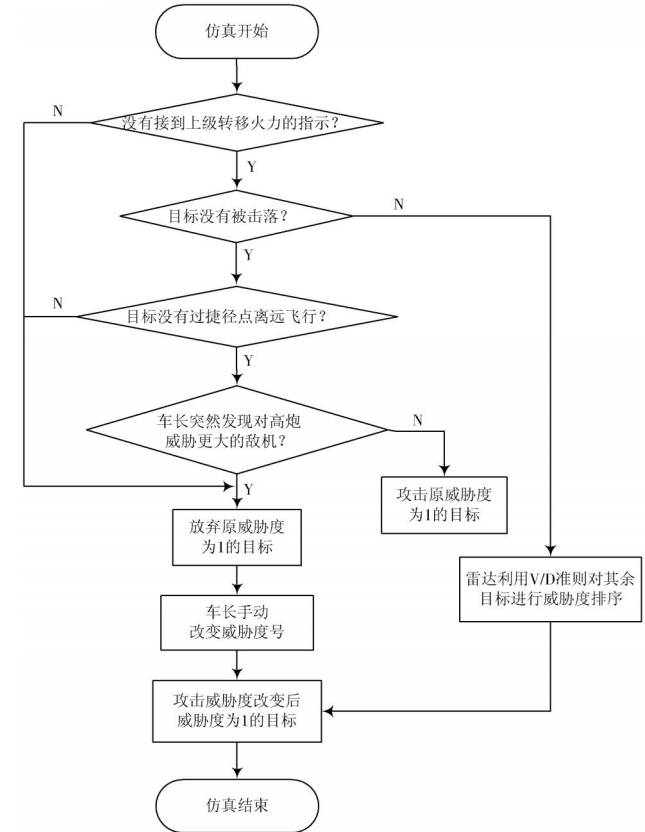 仿真开始
N
没有接到上级转移火力的指示?
Y
N
目标没有被击落?
Y
N
目标没有过捷径点离远飞行?
Y
车长突然发现对高炮
威胁更大的敌机?
N
Y
攻击原威胁度
为1的目标
放弃原威胁度
为1的目标
雷达利用V/D准则对其余
目标进行威胁度排序
车长手动
改变威胁度号
攻击威胁度改变后
威胁度为1的目标
仿真结束